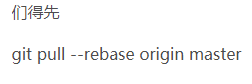 们得先
git pull --rebase origin master